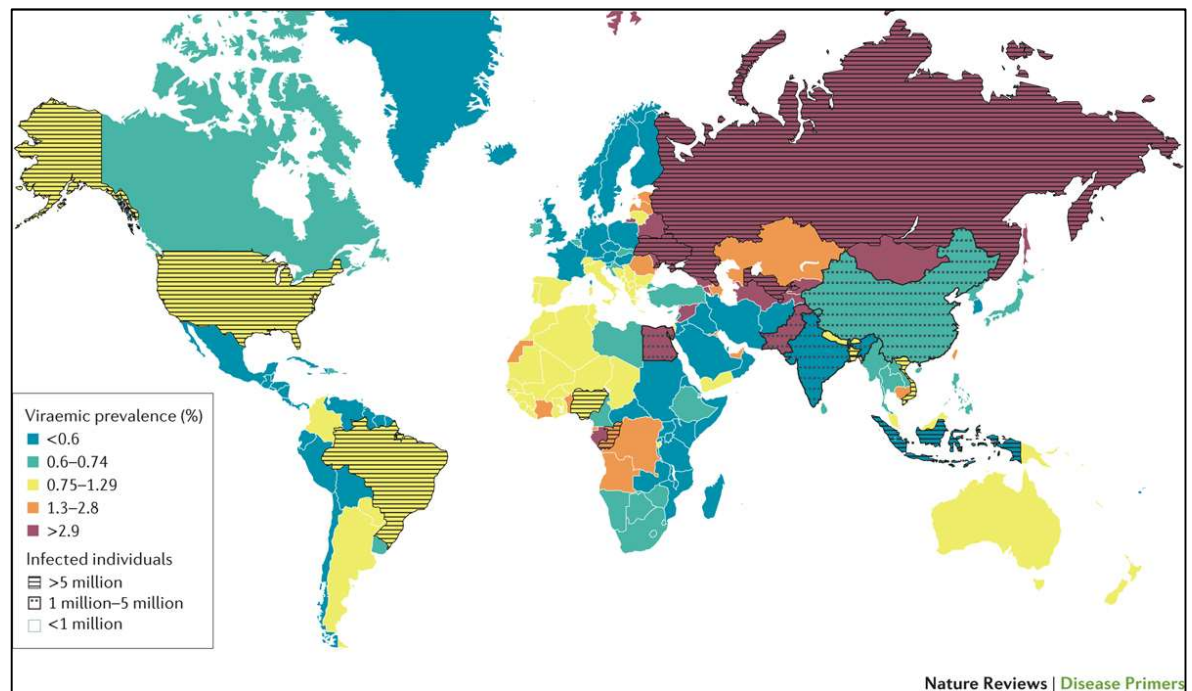 Viraemic prevalence (%)
<0.6
0.6–0.74
0.75–1.29
1.3–2.8
>2.9
Infected individuals
>5 million
1 million–5 million
<1 million
Nature Reviews | Disease Primers